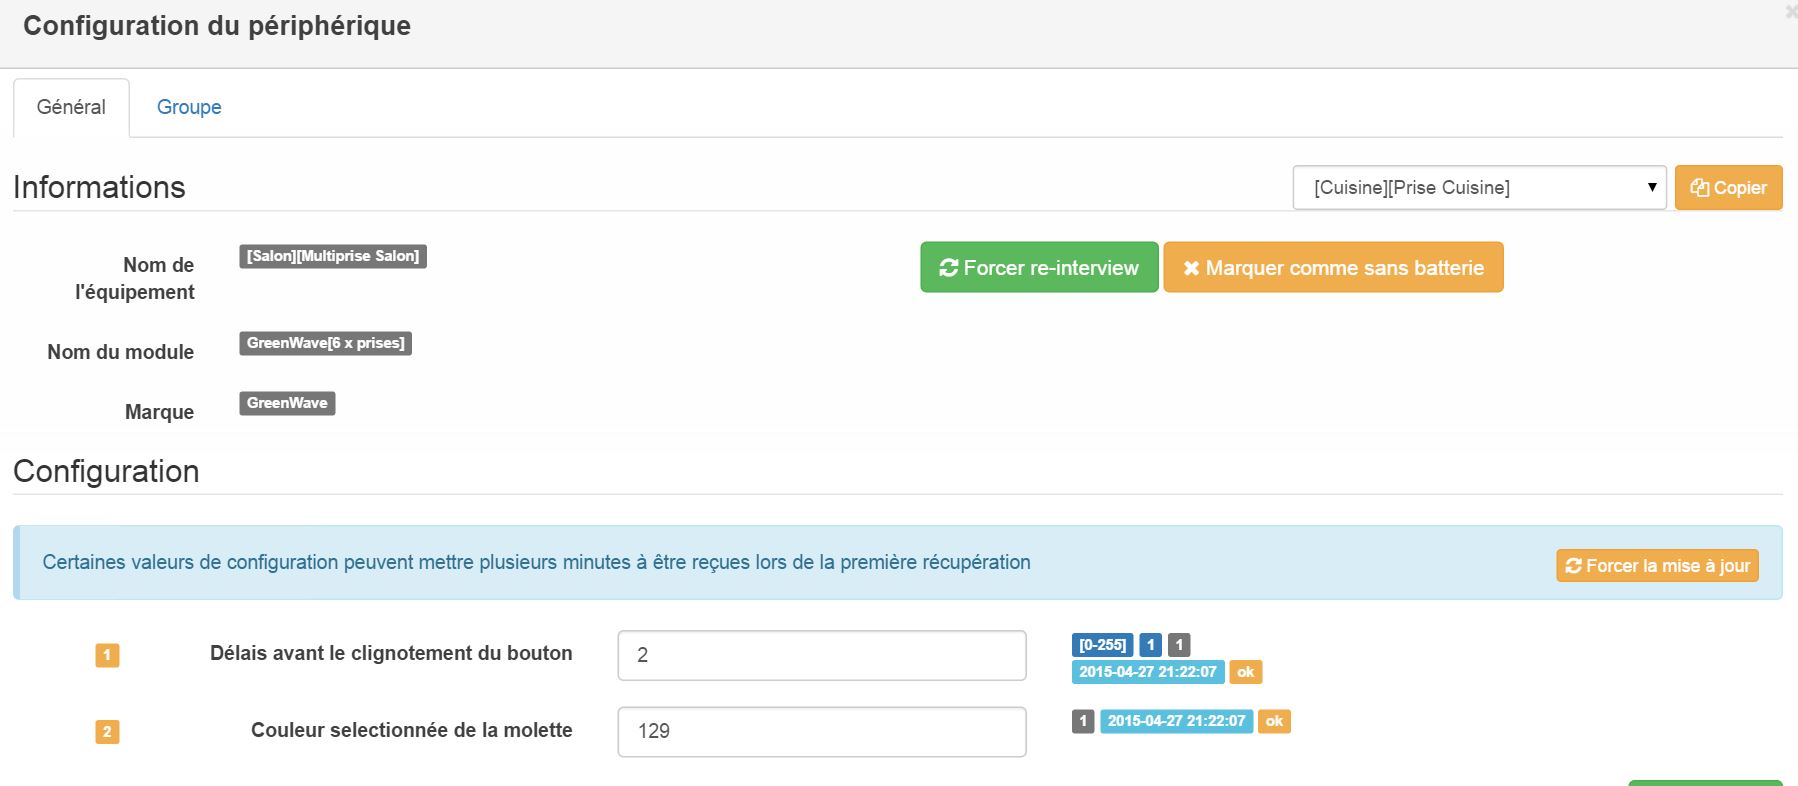 Configuration du périphérique
Général
Groupe
Informations
[Cuisine][Prise Cuisine]
Copier
Nom de
l'équipement
[Salon][Multiprise Salon]
Forcer re-interview
Marquer comme sans batterie
Nom du module
GreenWave[6 x prises]
Marque
GreenWave
Configuration
Certaines valeurs de configuration peuvent mettre plusieurs minutes à être reçues lors de la première récupération
Forcer la mise à jour
1
Délais avant le clignotement du bouton
2
[0-255] 1 1
2015-04-27 21:22:07 ok
2
Couleur selectionnée de la molette
129
1 2015-04-27 21:22:07 ok